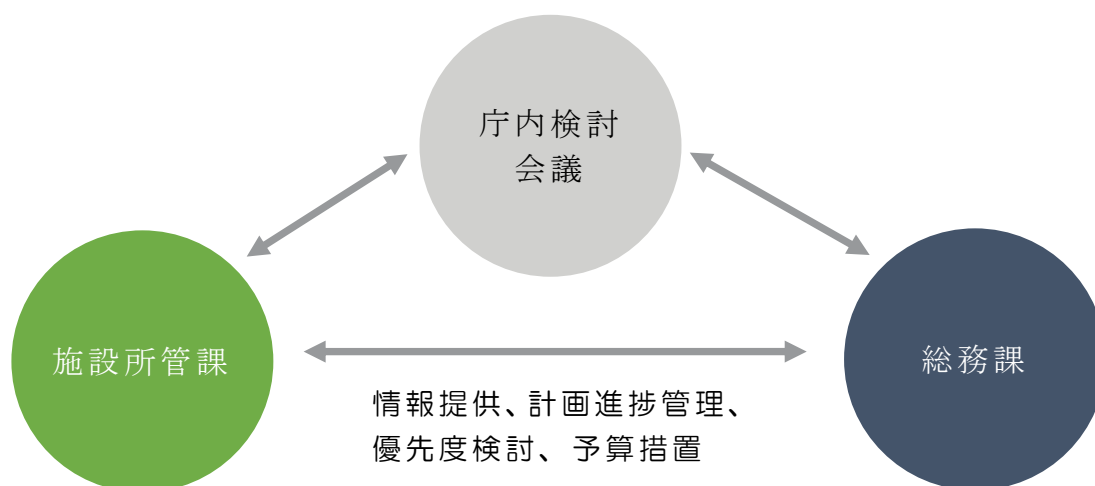 庁内検討
会議
施設所管課
総務課
情報提供、計画進捗管理、
優先度検討、予算措置